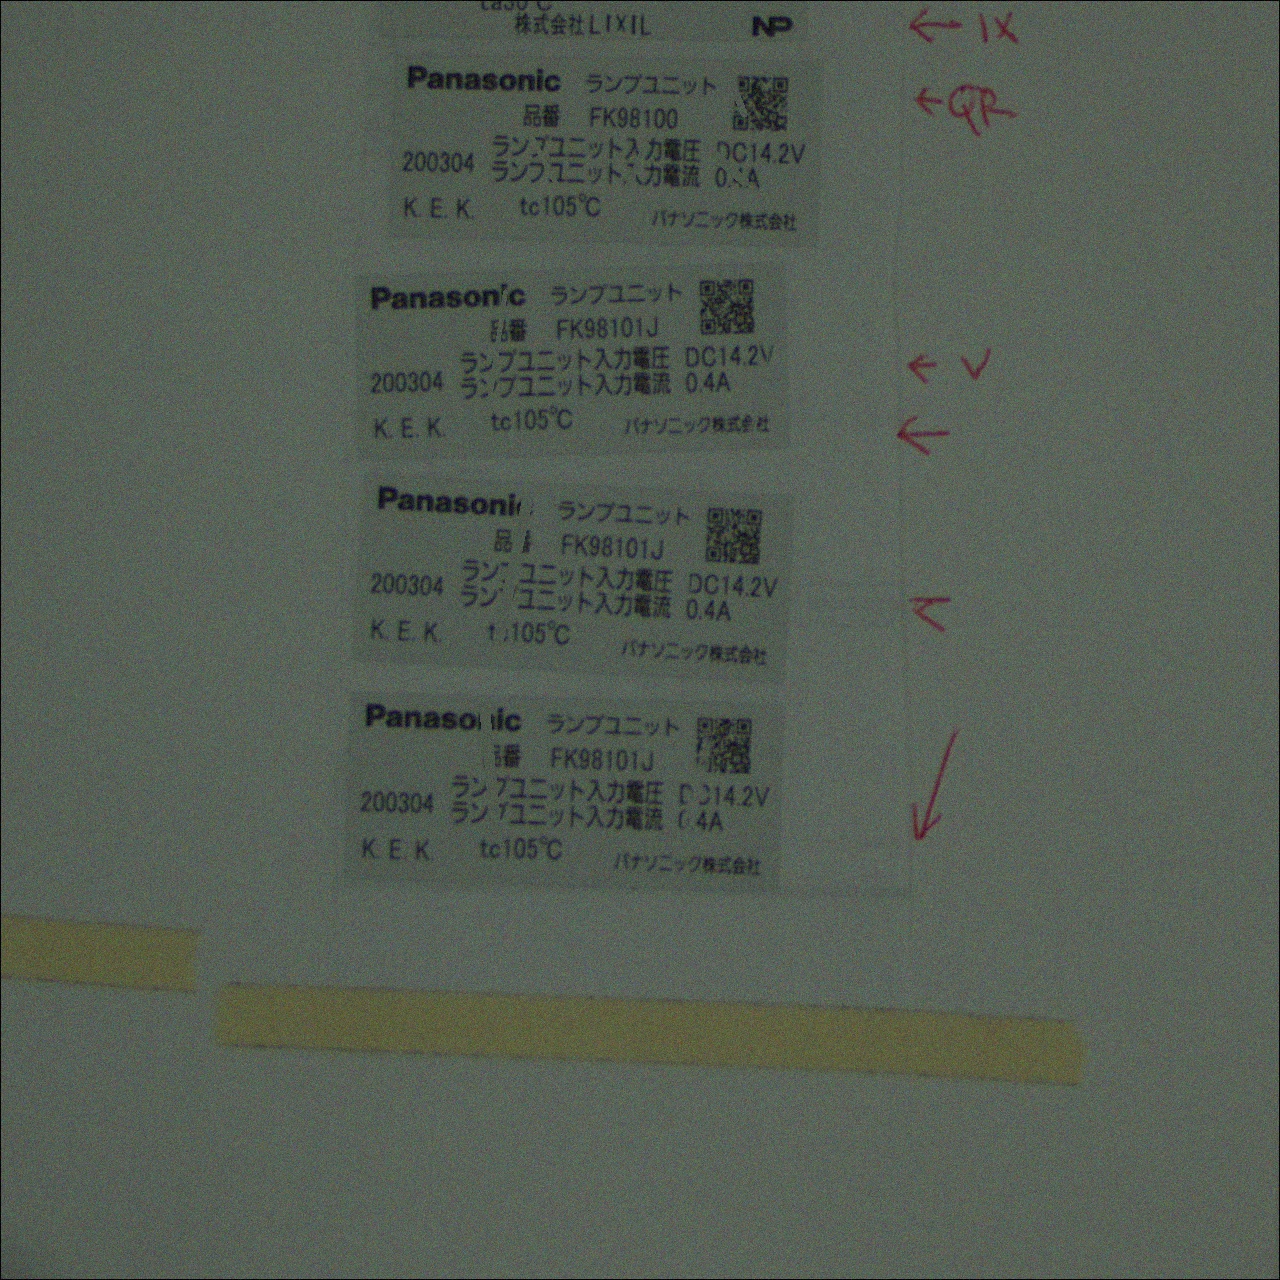 株式会社LIXIL NP
← IX
Panasonic ランプユニット
← QR
品番 FK98100
ランプユニット入力電圧 DC14.2V
200304
ランプユニット入力電流
K. E. K. tc105℃ パナソニック株式会社
Panasonic ランプユニット
品番 FK98101J
ランプユニット入力電圧 DC14.2V
← V
200304
ランプユニット入力電流 0.4A
K. E. K. tc105℃ パナソニック株式会社
←
Panasonic ランプユニット
品番 FK98101J
ランプユニット入力電圧 DC14.2V
200304
ランプユニット入力電流 0.4A
K. E. K. tc105℃ パナソニック株式会社
Panasonic ランプユニット
品番 FK98101J
ランプユニット入力電圧 DC14.2V
200304
ランプユニット入力電流 0.4A
K. E. K. tc105℃ パナソニック株式会社